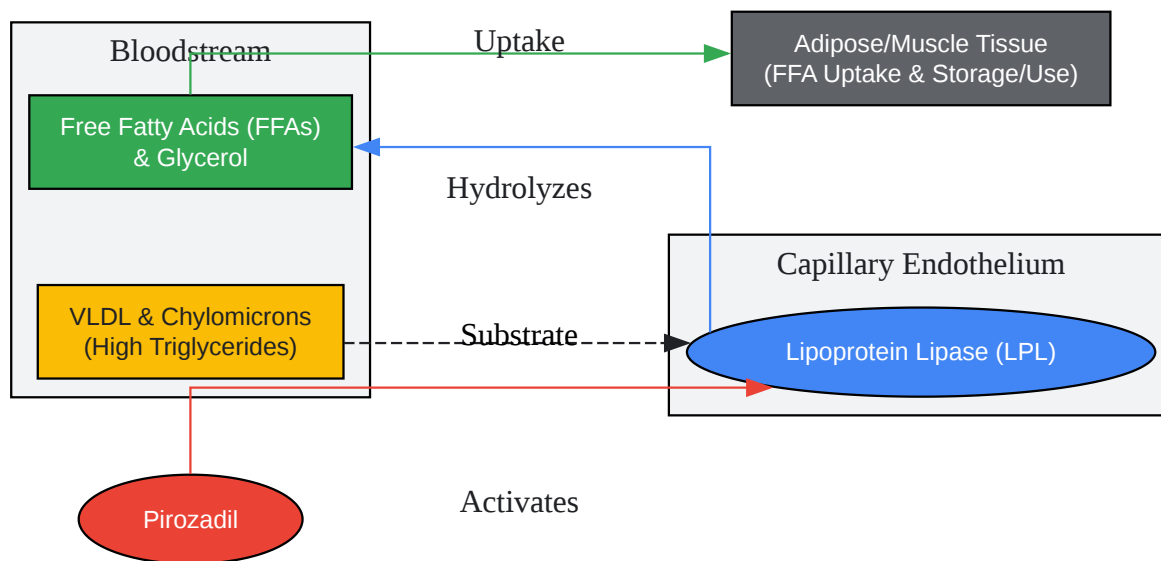 Bloodstream
Uptake
Adipose/Muscle Tissue
(FFA Uptake & Storage/Use)
Free Fatty Acids (FFAs)
& Glycerol
Hydrolyzes
Capillary Endothelium
VLDL & Chylomicrons
(High Triglycerides)
Substrate
Lipoprotein Lipase (LPL)
Activates
Pirozadil